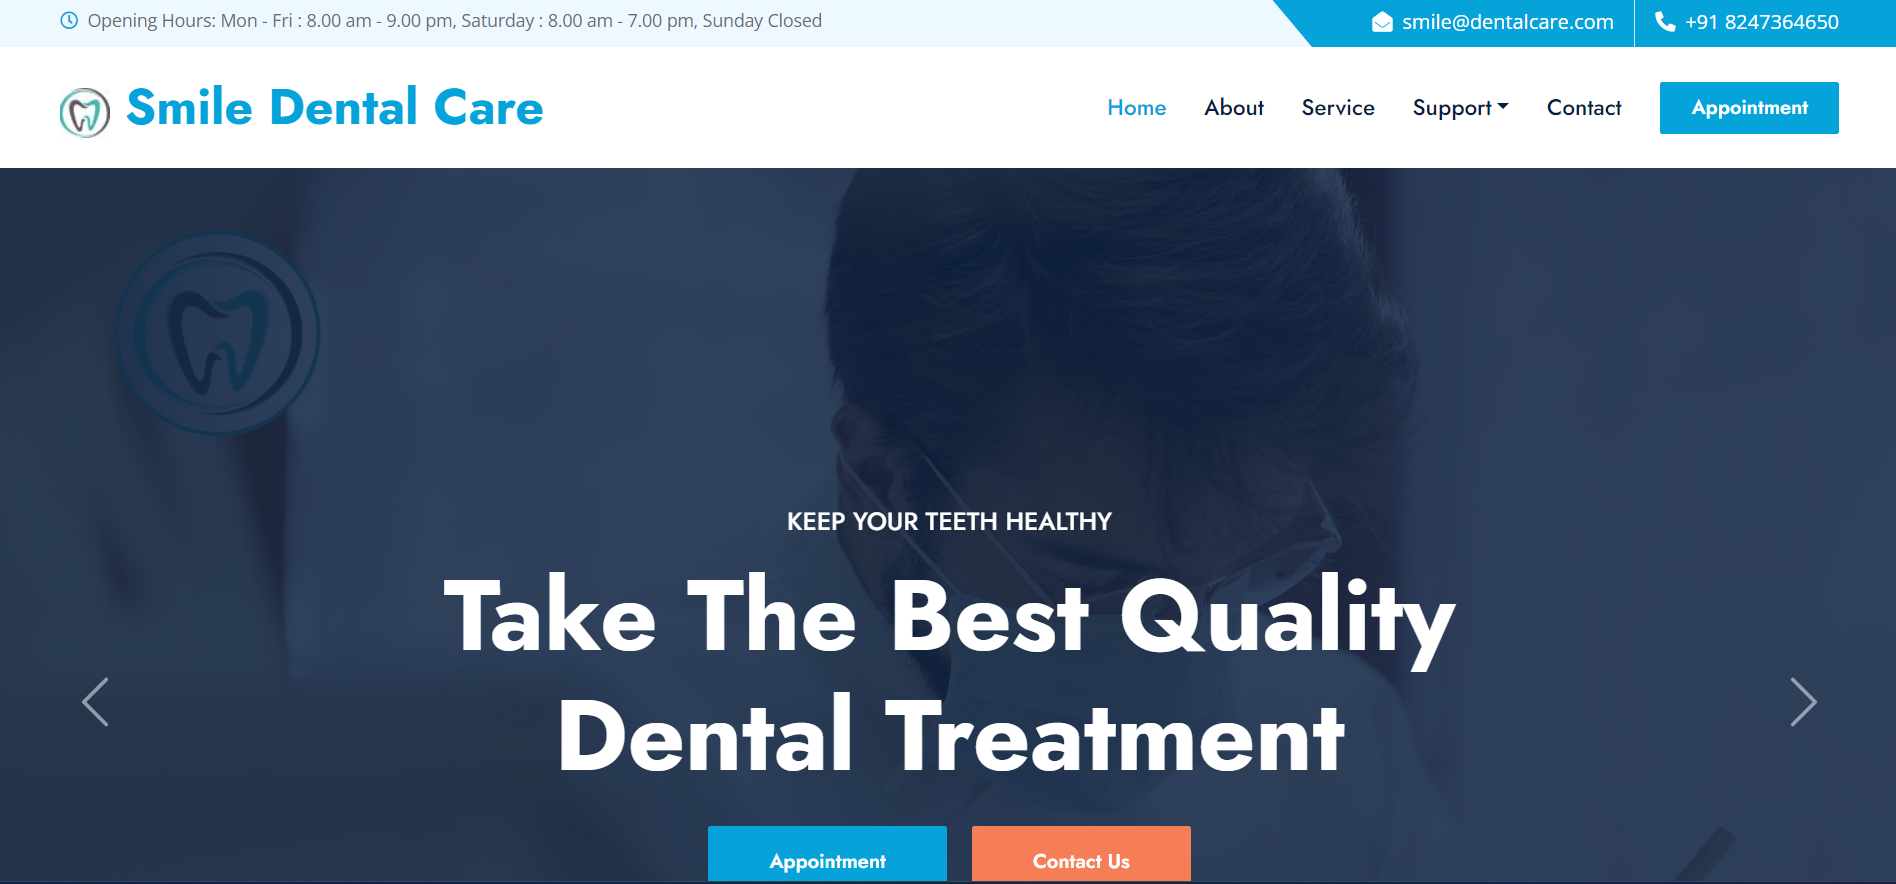 Opening Hours: Mon - Fri : 8.00 am - 9.00 pm, Saturday : 8.00 am - 7.00 pm, Sunday Closed
smile@dentalcare.com
+91 8247364650
Smile Dental Care
Home About Service Support Contact Appointment
KEEP YOUR TEETH HEALTHY
Take The Best Quality
Dental Treatment
Appointment Contact Us